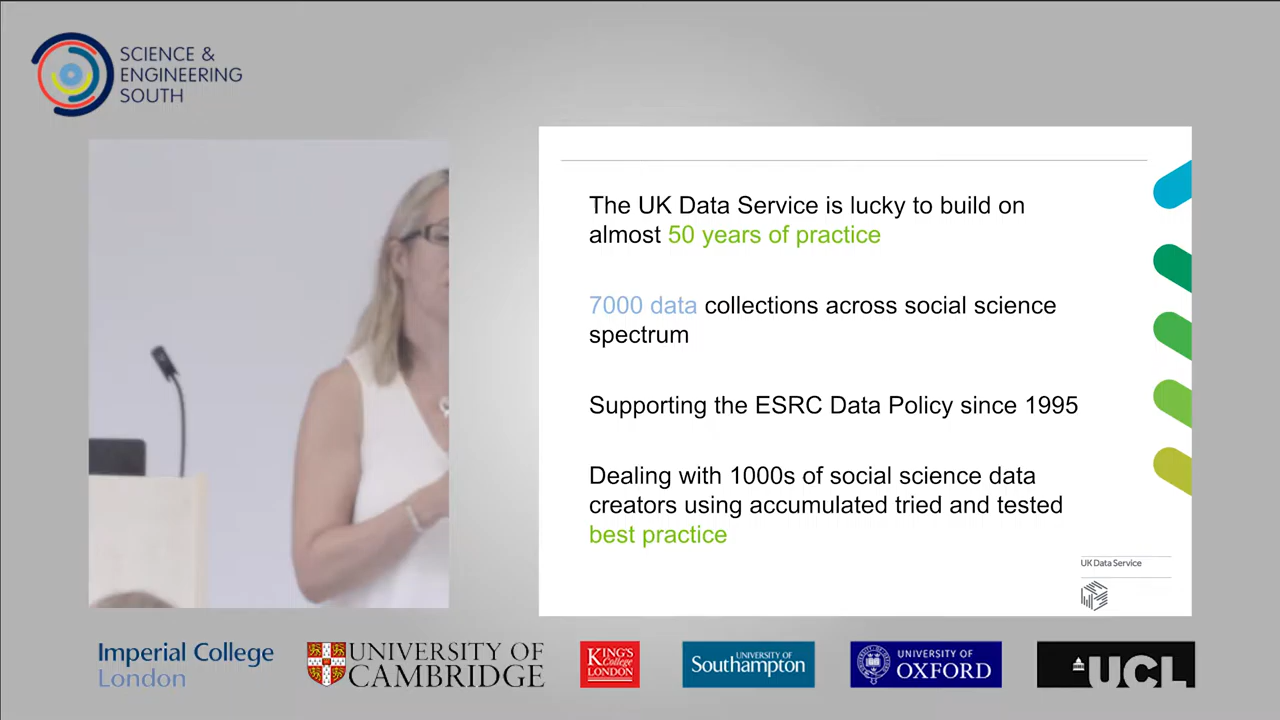 SCIENCE &
ENGINEERING
SOUTH
The UK Data Service is lucky to build on
almost 50 years of practice
7000 data collections across social science
spectrum
Supporting the ESRC Data Policy since 1995
Dealing with 1000s of social science data
creators using accumulated tried and tested
best practice
UK Data Service
Imperial College
London
UNIVERSITY OF
CAMBRIDGE
KING'S
College
LONDON
UNIVERSITY OF
Southampton
UNIVERSITY OF
OXFORD
UCL